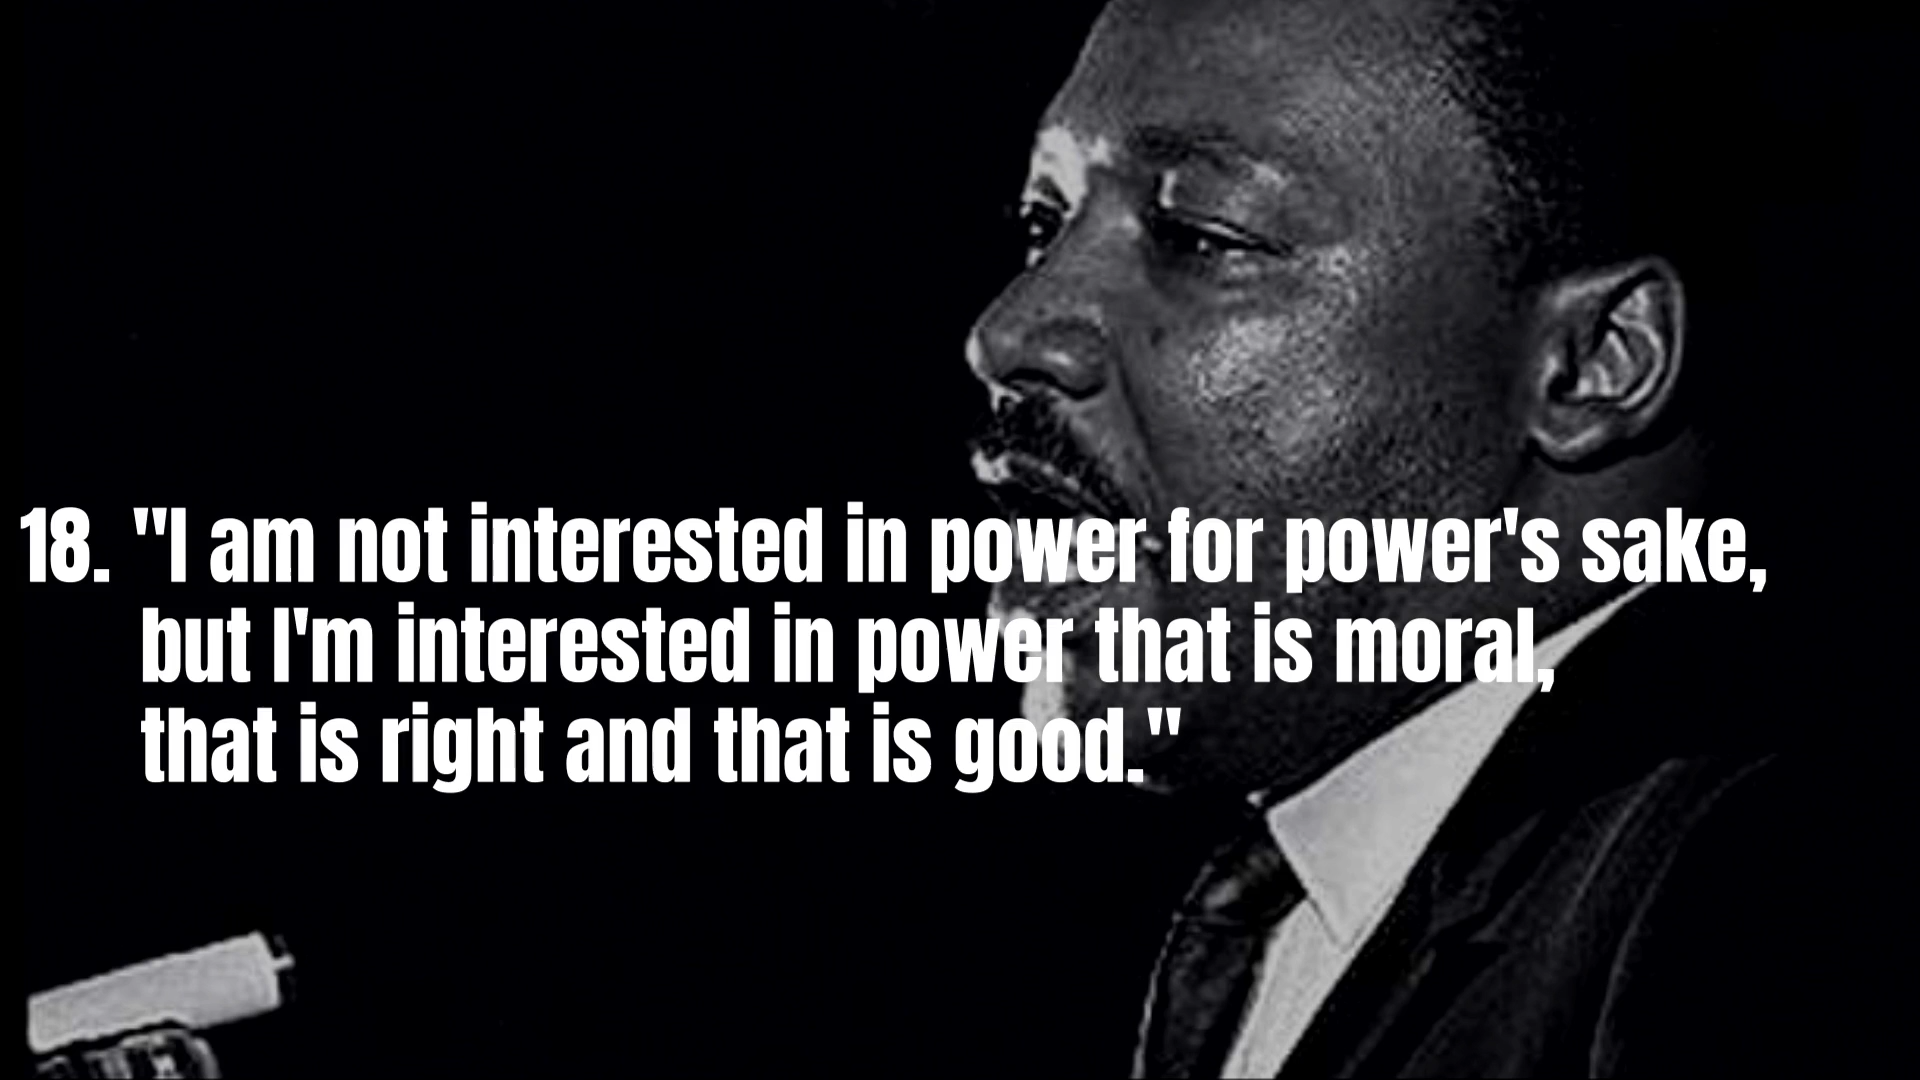 18. "I am not interested in power for power's sake,
but I'm interested in power that is moral,
that is right and that is good."